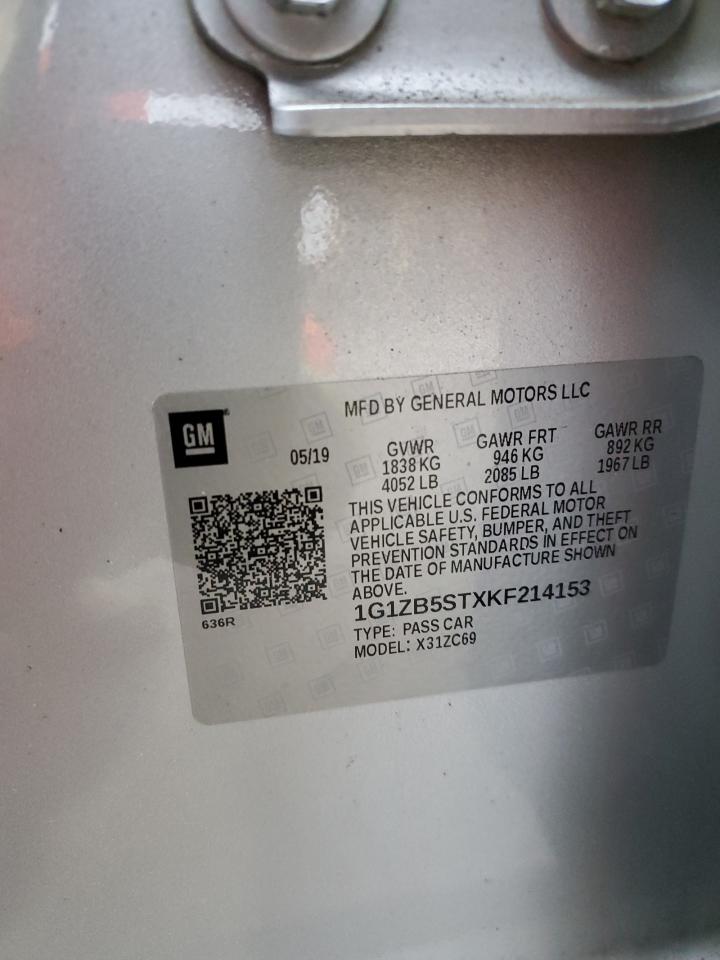 MFD BY GENERAL MOTORS LLC
GM
05/19
GVWR GAWR FRT GAWR RR
1838 KG 946 KG 892 KG
4052 LB 2085 LB 1967 LB
THIS VEHICLE CONFORMS TO ALL
APPLICABLE U.S. FEDERAL MOTOR
VEHICLE SAFETY, BUMPER, AND THEFT
PREVENTION STANDARDS IN EFFECT ON
THE DATE OF MANUFACTURE SHOWN
ABOVE.
1G1ZB5STXKF214153
636R
TYPE: PASS CAR
MODEL: X31ZC69